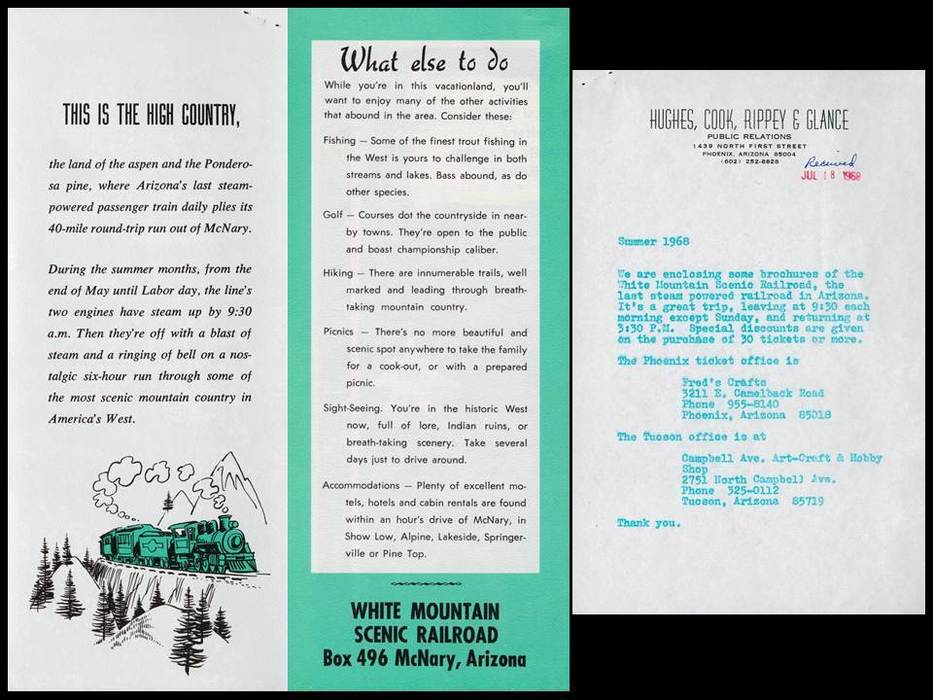 THIS IS THE HIGH COUNTRY,
the land of the aspen and the Pondero-
sa pine, where Arizona's last steam-
powered passenger train daily plies its
40-mile round-trip run out of McNary.
During the summer months, from the
end of May until Labor day, the line's
two engines have steam up by 9:30
a.m. Then they're off with a blast of
steam and a ringing of bell on a nos-
talgic six-hour run through some of
the most scenic mountain country in
America's West.
What else to do
While you're in this vacationland, you'll
want to enjoy many of the other activities
that abound in the area. Consider these:
Fishing — Some of the finest trout fishing in
the West is yours to challenge in both
streams and lakes. Bass abound, as do
other species.
Golf — Courses dot the countryside in near-
by towns. They're open to the public
and boast championship caliber.
Hiking — There are innumerable trails, well
marked and leading through breath-
taking mountain country.
Picnics — There's no more beautiful and
scenic spot anywhere to take the family
for a cook-out, or with a prepared
picnic.
Sight-Seeing. You're in the historic West
now, full of lore, Indian ruins, or
breath-taking scenery. Take several
days just to drive around.
Accommodations — Plenty of excellent mo-
tels, hotels and cabin rentals are found
within an hour's drive of McNary, in
Show Low, Alpine, Lakeside, Springer-
ville or Pine Top.
WHITE MOUNTAIN
SCENIC RAILROAD
Box 496 McNary, Arizona
HUGHES, COOK, RIPPEY & GLANCE
PUBLIC RELATIONS
1439 NORTH FIRST STREET
PHOENIX, ARIZONA 85004
(602) 252-8828
Received
JUL 18 1968
Summer 1968
We are enclosing some brochures of the
White Mountain Scenic Railroad, the
last steam powered railroad in Arizona.
It's a great trip, leaving at 9:30 each
morning except Sunday, and returning at
3:30 P.M. Special discounts are given
on the purchase of 30 tickets or more.
The Phoenix ticket office is
Fred's Crafts
3211 E. Camelback Road
Phone 955-8140
Phoenix, Arizona 85018
The Tucson office is at
Campbell Ave. Art-Craft & Hobby
Shop
2751 North Campbell Ave.
Phone 325-0112
Tucson, Arizona 85719
Thank you.